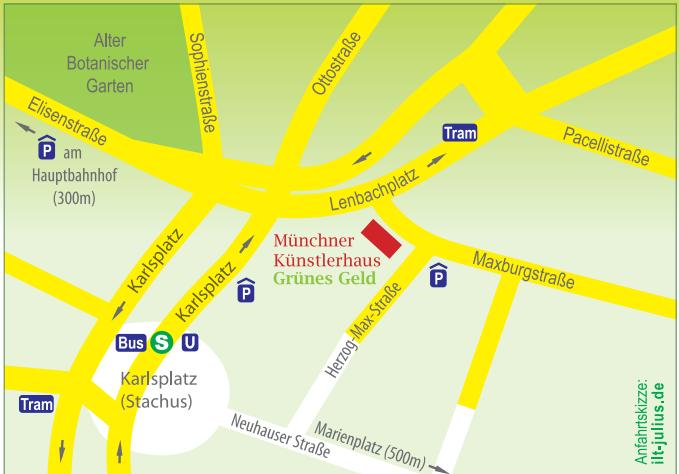 Alter
Botanischer
Garten
Sophienstraße
Ottostraße
Elisenstraße
P am
Hauptbahnhof
(300m)
Tram
Pacellistraße
Lenbachplatz
Münchner
Künstlerhaus
Grünes Geld
Maxburgstraße
P
P
Karlsplatz
Karlsplatz
Herzog-Max-Straße
Bus S U
Karlsplatz
(Stachus)
Tram
Neuhauser Straße
Marienplatz (500m)
Anfahrtskizze:
ilt-julius.de